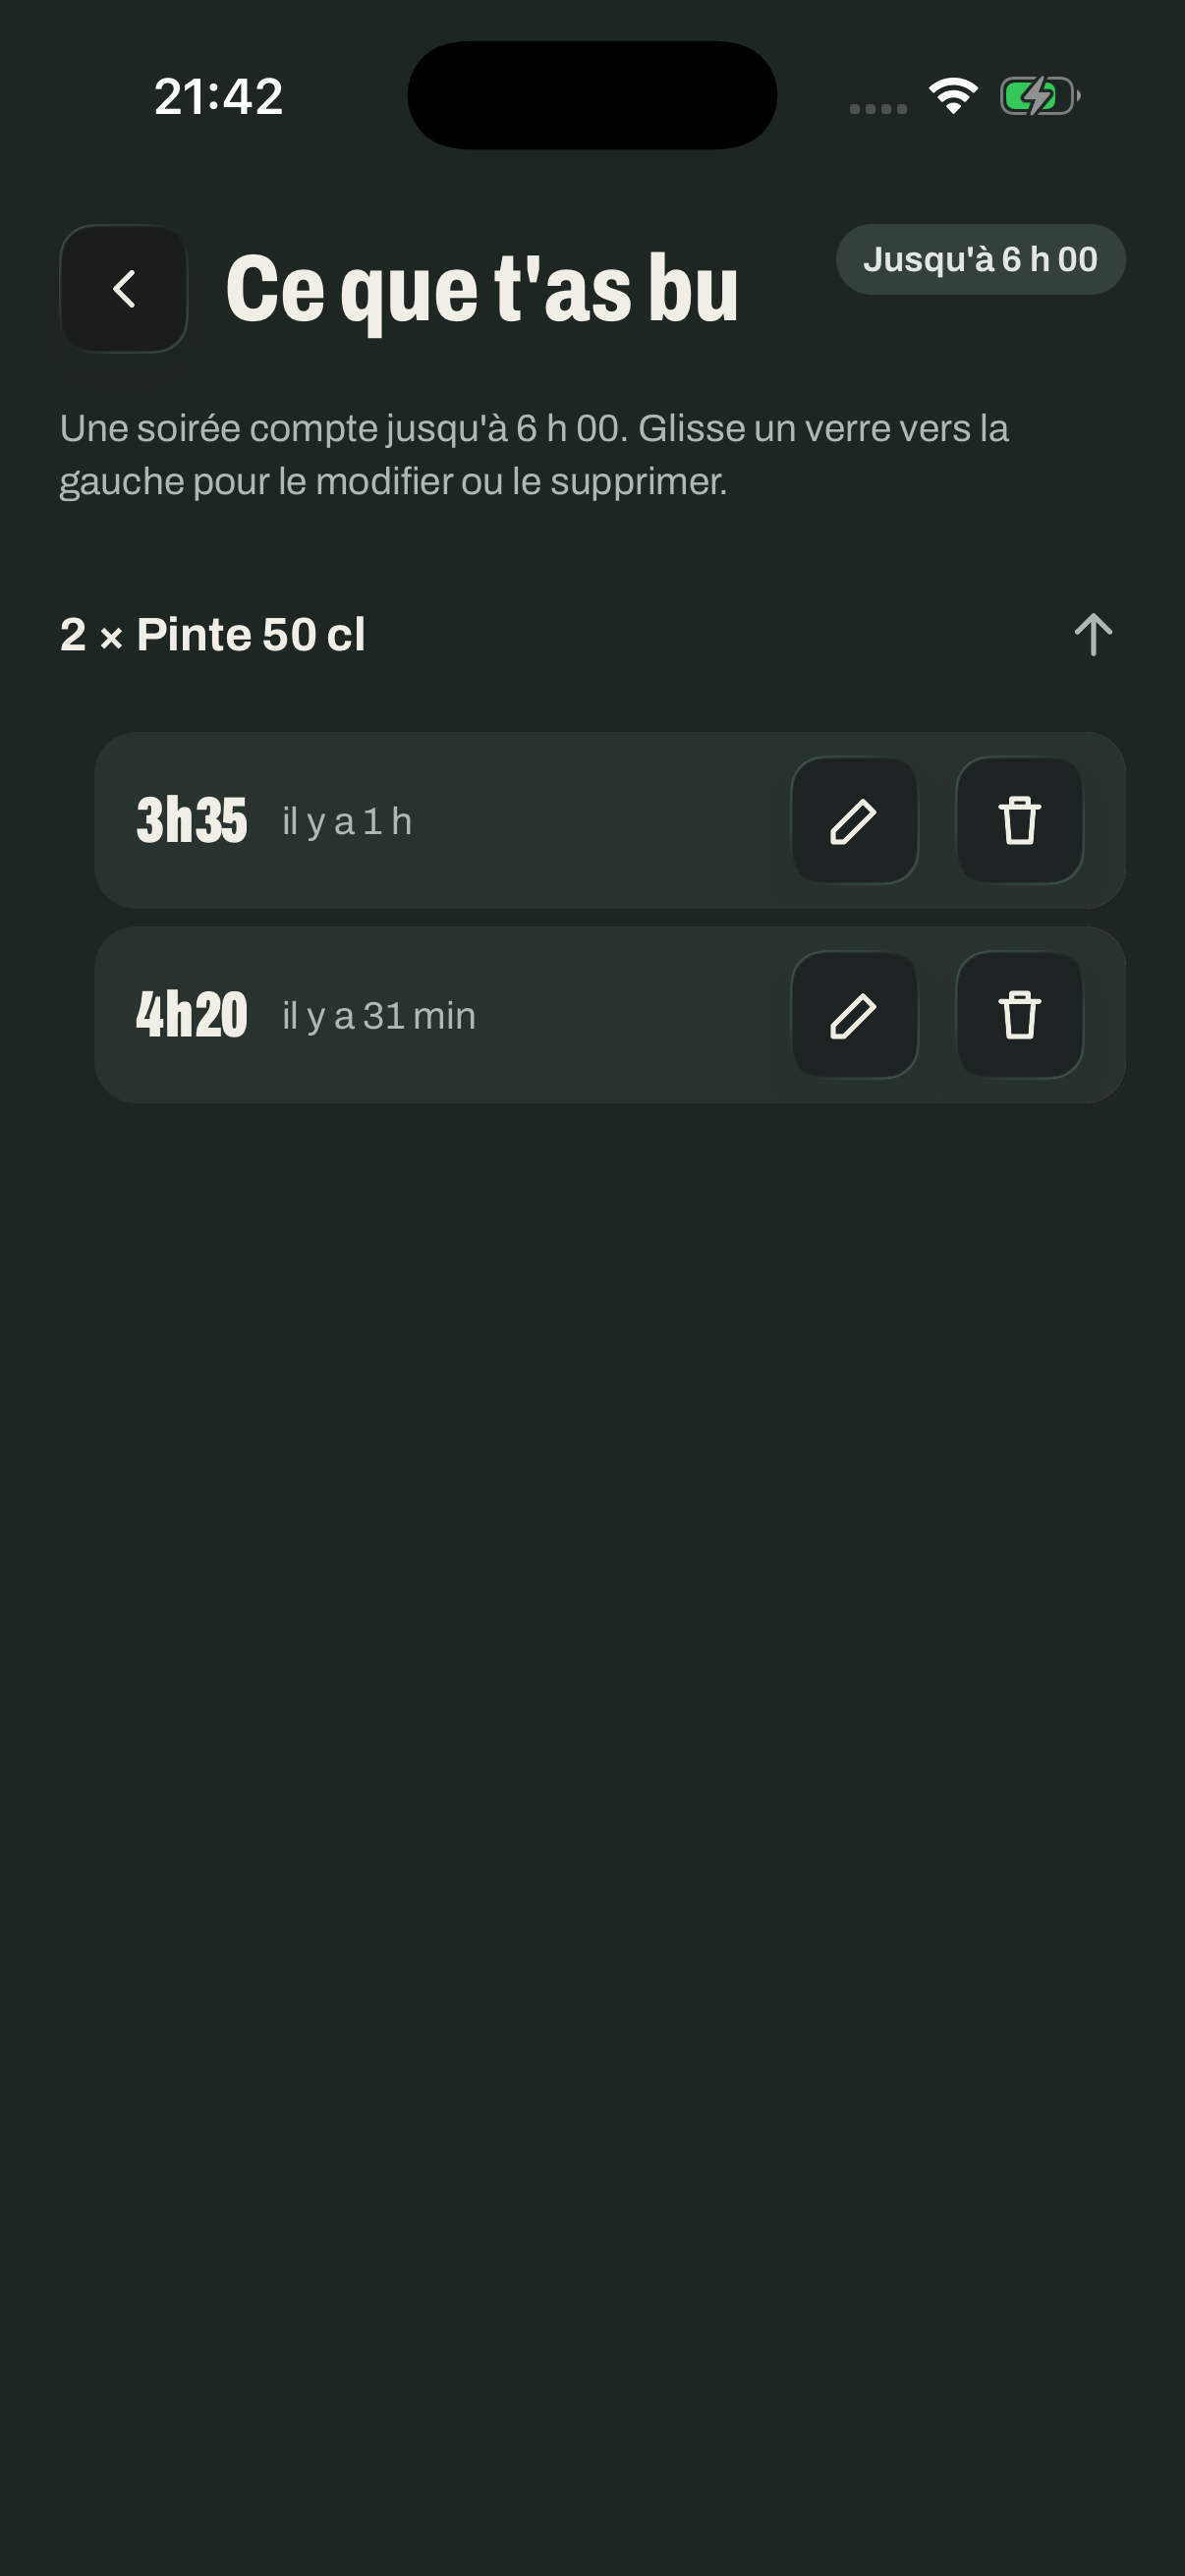 21:42
Ce que t'as bu
Jusqu'à 6 h 00
Une soirée compte jusqu'à 6 h 00. Glisse un verre vers la
gauche pour le modifier ou le supprimer.
2 × Pinte 50 cl
3h35 il y a 1 h
4h20 il y a 31 min